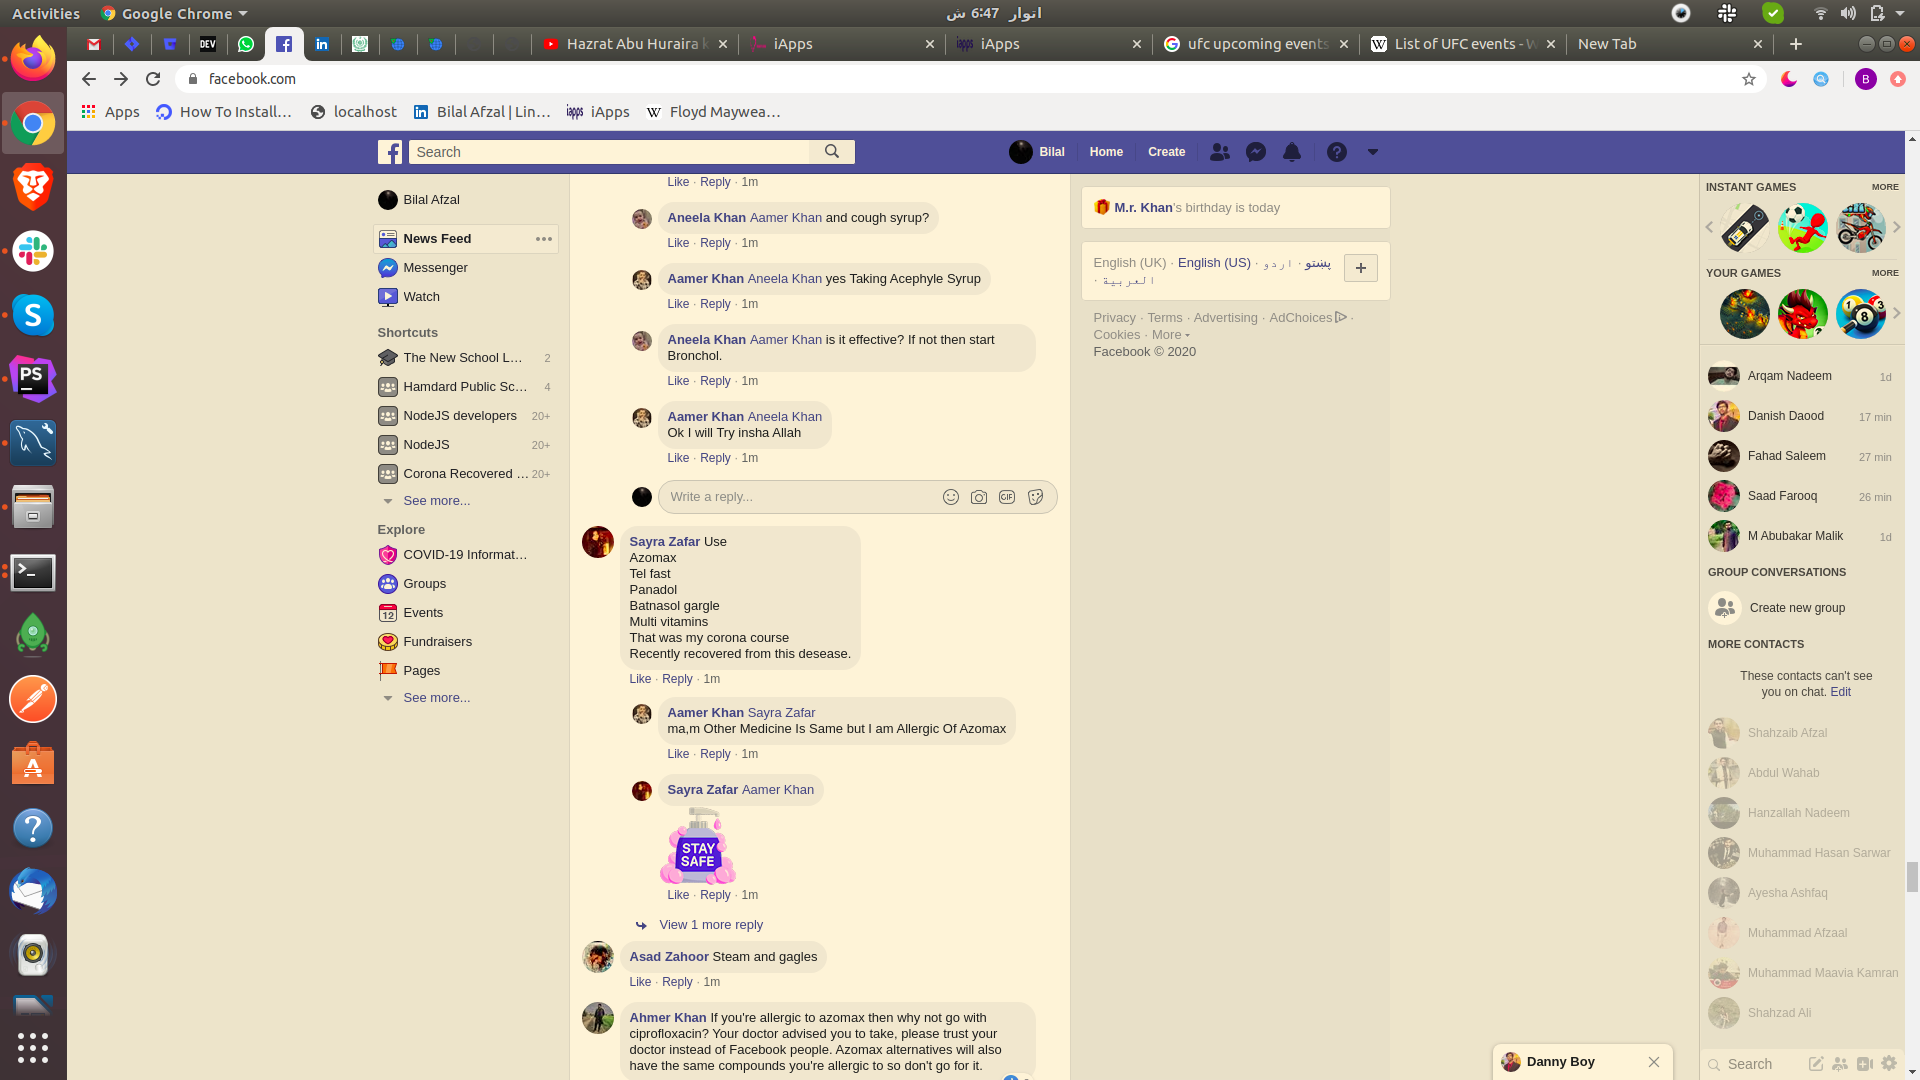 Activities
Google Chrome
اتوار 6:47 ش
DEV
Hazrat Abu Huraira k
iApps
iApps
ufc upcoming events
List of UFC events - W
New Tab
facebook.com
B
Apps
How To Install…
localhost
Bilal Afzal | Lin…
iApps
Floyd Maywea…
Search
Bilal
Home
Create
Bilal Afzal
News Feed
Messenger
Watch
Shortcuts
The New School L… 2
Hamdard Public Sc… 4
NodeJS developers 20+
NodeJS 20+
Corona Recovered … 20+
See more...
Explore
COVID-19 Informat…
Groups
12
Events
Fundraisers
Pages
See more...
Like · Reply · 1m
Aneela Khan Aamer Khan and cough syrup?
Like · Reply · 1m
Aamer Khan Aneela Khan yes Taking Acephyle Syrup
Like · Reply · 1m
Aneela Khan Aamer Khan is it effective? If not then start
Bronchol.
Like · Reply · 1m
Aamer Khan Aneela Khan
Ok I will Try insha Allah
Like · Reply · 1m
Write a reply...
GIF
Sayra Zafar Use
Azomax
Tel fast
Panadol
Batnasol gargle
Multi vitamins
That was my corona course
Recently recovered from this desease.
Like · Reply · 1m
Aamer Khan Sayra Zafar
ma,m Other Medicine Is Same but I am Allergic Of Azomax
Like · Reply · 1m
Sayra Zafar Aamer Khan
STAY
SAFE
Like · Reply · 1m
View 1 more reply
Asad Zahoor Steam and gagles
Like · Reply · 1m
Ahmer Khan If you're allergic to azomax then why not go with
ciprofloxacin? Your doctor advised you to take, please trust your
doctor instead of Facebook people. Azomax alternatives will also
have the same compounds you're allergic to so don't go for it.
M.r. Khan's birthday is today
English (UK) · English (US) · اردو · پښتو
· العربية
Privacy · Terms · Advertising · AdChoices ·
Cookies · More
Facebook © 2020
INSTANT GAMES MORE
YOUR GAMES MORE
1
3
8
Arqam Nadeem 1d
Danish Daood 17 min
Fahad Saleem 27 min
Saad Farooq 26 min
M Abubakar Malik 1d
GROUP CONVERSATIONS
Create new group
MORE CONTACTS
These contacts can't see
you on chat. Edit
Shahzaib Afzal
Abdul Wahab
Hanzallah Nadeem
Muhammad Hasan Sarwar
Ayesha Ashfaq
Muhammad Afzaal
Muhammad Maavia Kamran
Shahzad Ali
Search
Danny Boy
S
PS
A